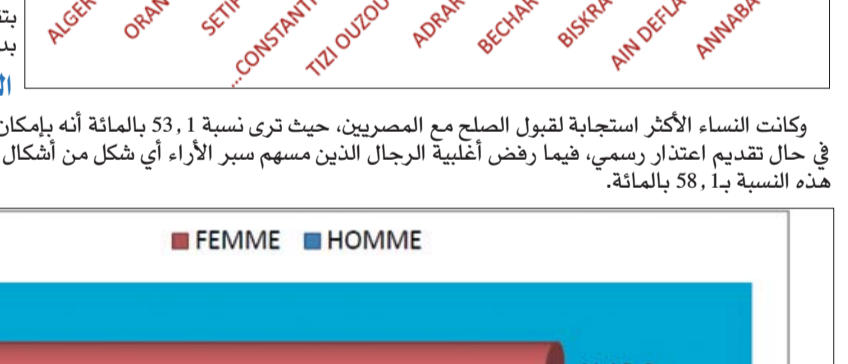 ALGER
ORAN
SETIF
CONSTANTI...
TIZI OUZOU
ADRAR
BECHAR
BISKRA
AIN DEFLA
ANNABA
وكانت النساء الأكثر استجابة لقبول الصلح مع المصريين، حيث ترى نسبة 53,1 بالمائة أنه بإمكان
في حال تقديم اعتذار رسمي، فيما رفض أغلبية الرجال الذين مسهم سبر الأراء أي شكل من أشكال
هذه النسبة بـ58,1 بالمائة.
FEMME HOMME